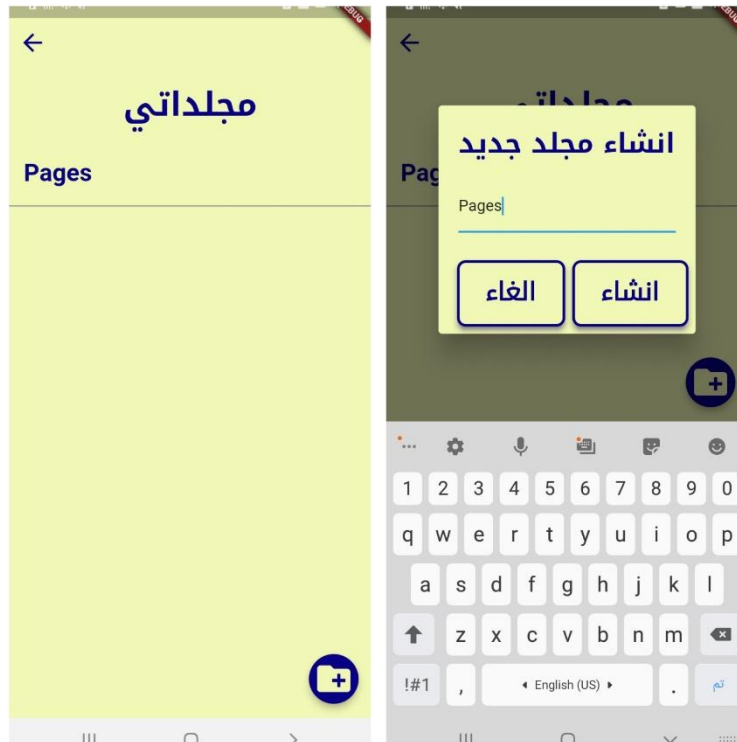 مجلداتي
Pages
انشاء مجلد جديد
Pages
الغاء انشاء
1 2 3 4 5 6 7 8 9 0
q w e r t y u i o p
a s d f g h j k l
z x c v b n m
!#1 , English (US) . تم